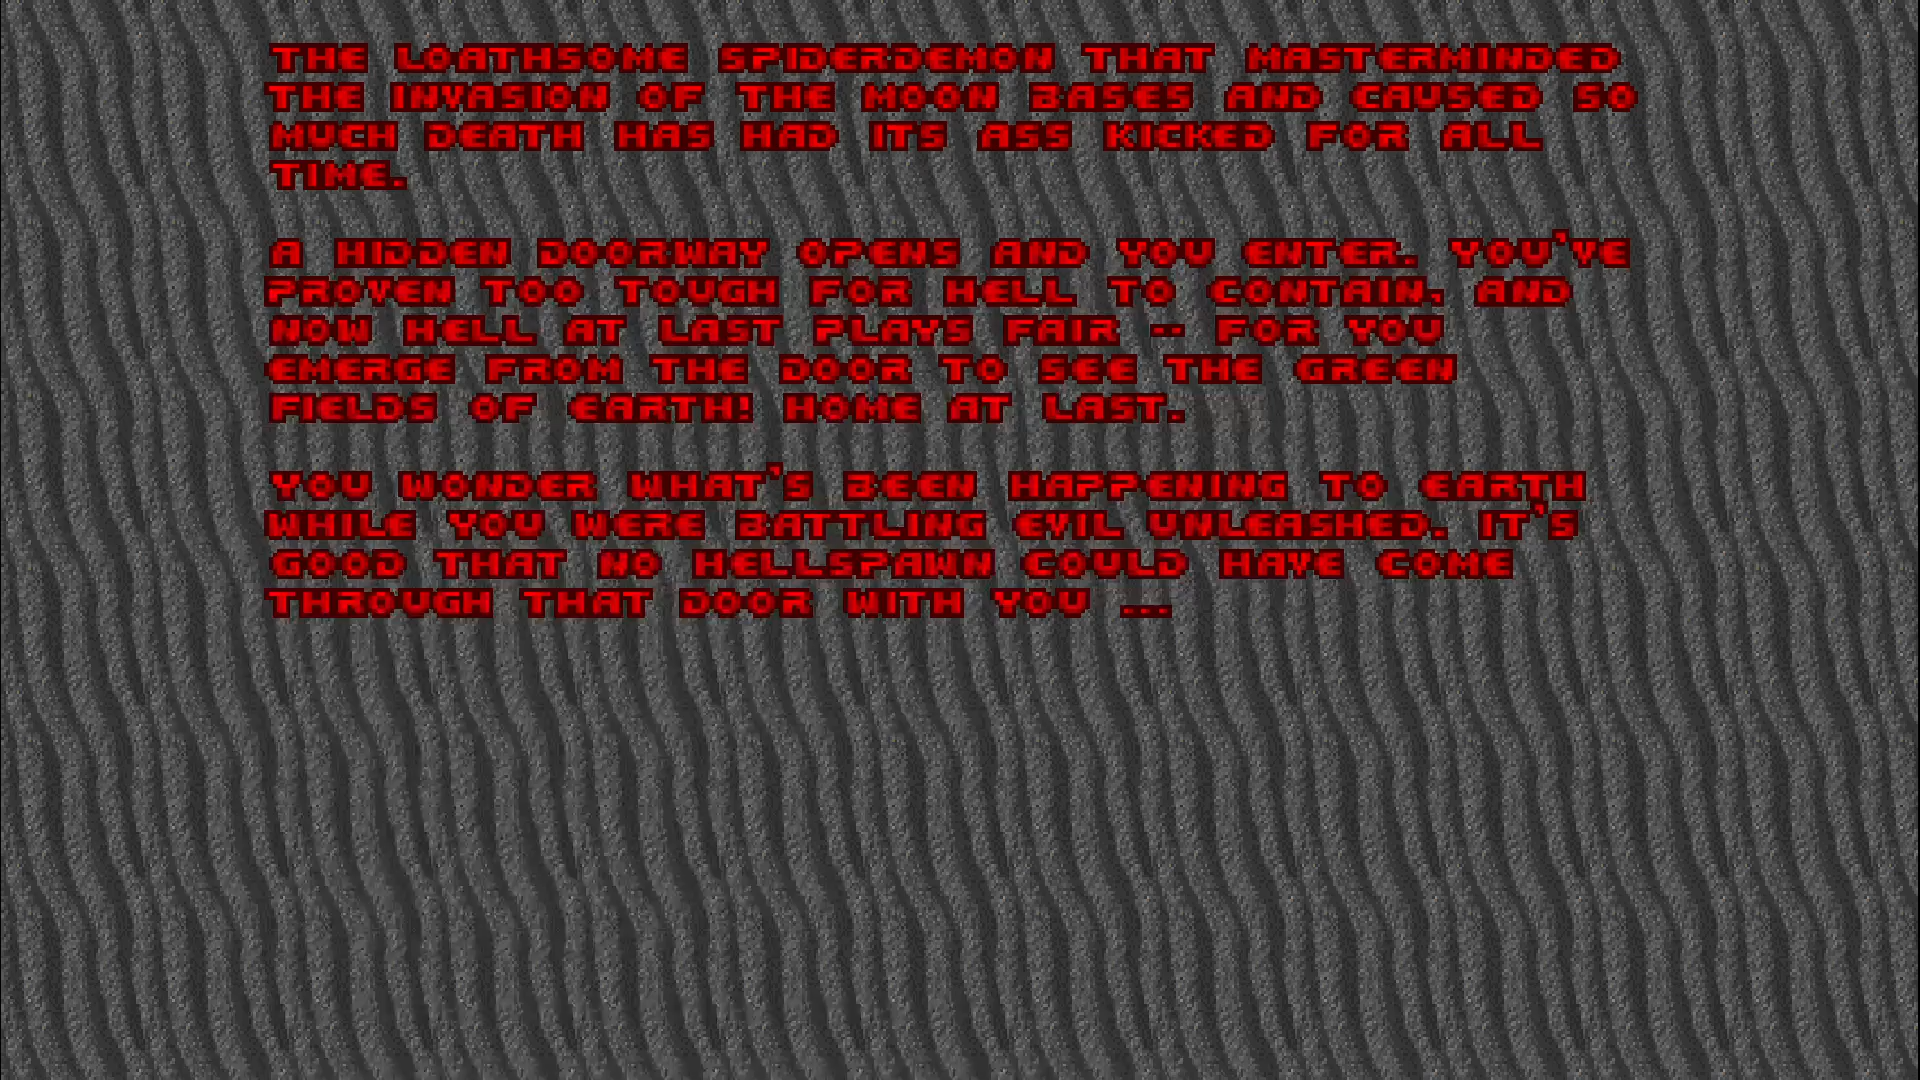 THE LOATHSOME SPIDERDEMON THAT MASTERMINDED
THE INVASION OF THE MOON BASES AND CAUSED SO
MUCH DEATH HAS HAD ITS ASS KICKED FOR ALL
TIME.
A HIDDEN DOORWAY OPENS AND YOU ENTER. YOU'VE
PROVEN TOO TOUGH FOR HELL TO CONTAIN, AND
NOW HELL AT LAST PLAYS FAIR -- FOR YOU
EMERGE FROM THE DOOR TO SEE THE GREEN
FIELDS OF EARTH! HOME AT LAST.
YOU WONDER WHAT'S BEEN HAPPENING TO EARTH
WHILE YOU WERE BATTLING EVIL UNLEASHED. IT'S
GOOD THAT NO HELLSPAWN COULD HAVE COME
THROUGH THAT DOOR WITH YOU ...